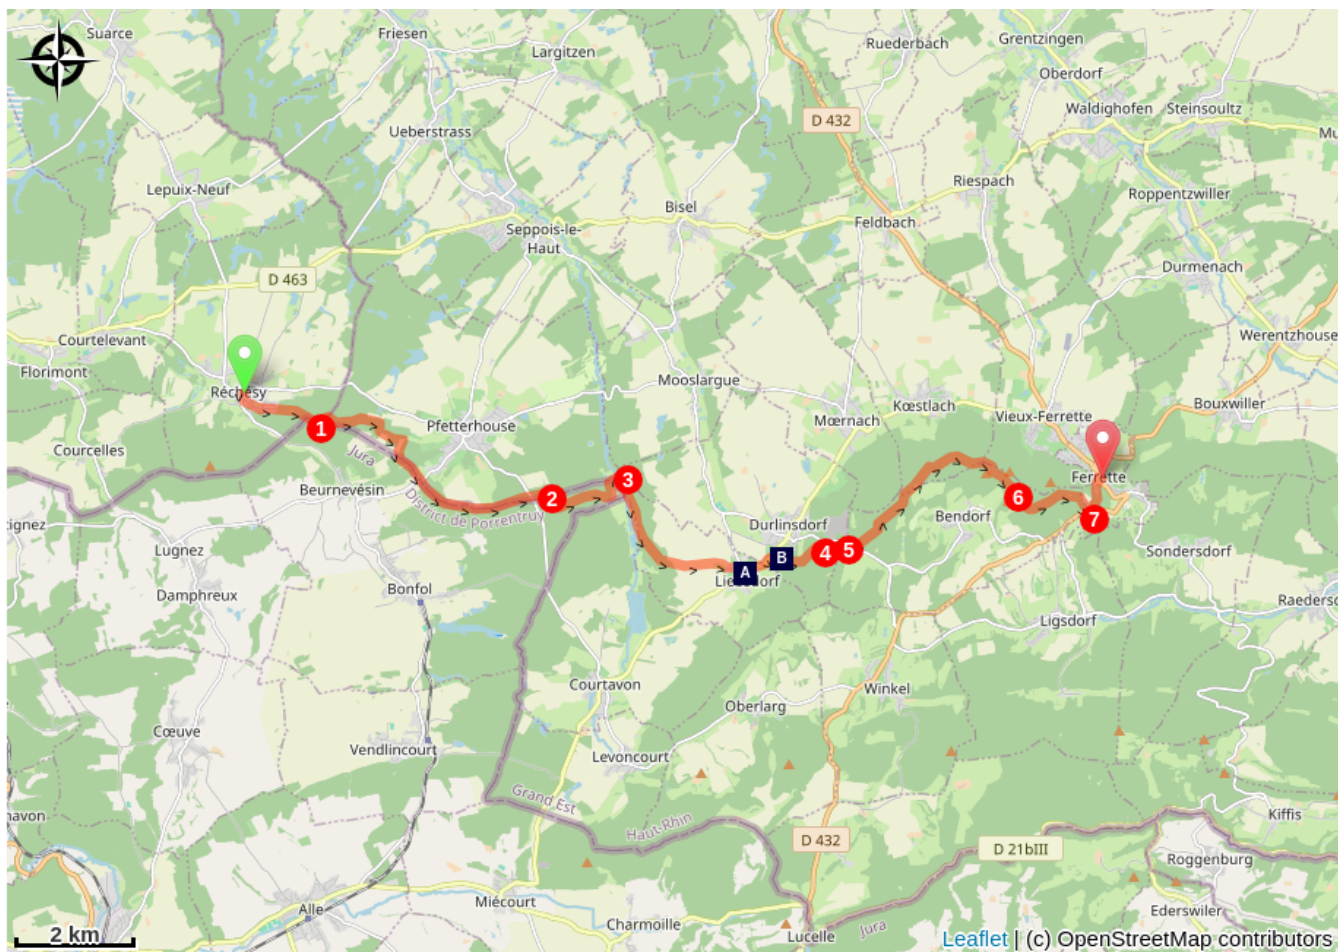 Suarce
Friesen
Largitzen
Ruederbach
Grentzingen
Oberdorf
Waldighofen
Steinsoultz
D 432
Ueberstrass
Mu
Lepuix-Neuf
Riespach
Roppentzwiller
Bisel
Feldbach
Seppois-le-
Haut
Durmenach
D 463
Courtelevant
Werentzhouse
Florimont
Réchésy
Mooslargue
Kœstlach
Bouxwiller
Vieux-Ferrette
Mœrnach
Pfetterhouse
1
Courcelles
Jura
Ferrette
3
Beurnevésin
2
6
District de Porrentruy
7
Bendorf
tignez
Durlinsdorf
Lugnez
4
5
Sondersdorf
B
A
Bonfol
Damphreux
Raedersd
Ligsdorf
Courtavon
Winkel
Oberlarg
Cœuve
Vendlincourt
Levoncourt
Grand Est
Haut-Rhin
Kiffis
navon
D 432
D 21bIII
Roggenburg
Miécourt
Alle
Ederswiler
Charmoille
Jura
Lucelle
2 km
Leaflet | (c) OpenStreetMap contributors